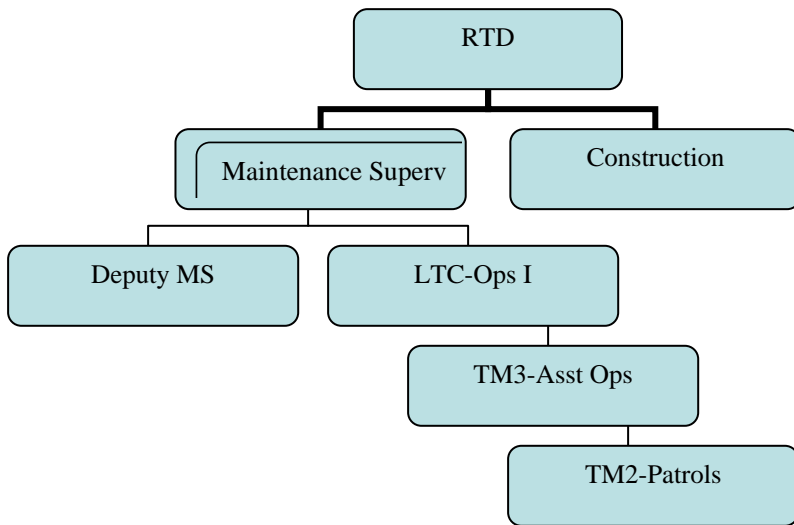 RTD
Maintenance Superv
Construction
Deputy MS
LTC-Ops I
TM3-Asst Ops
TM2-Patrols